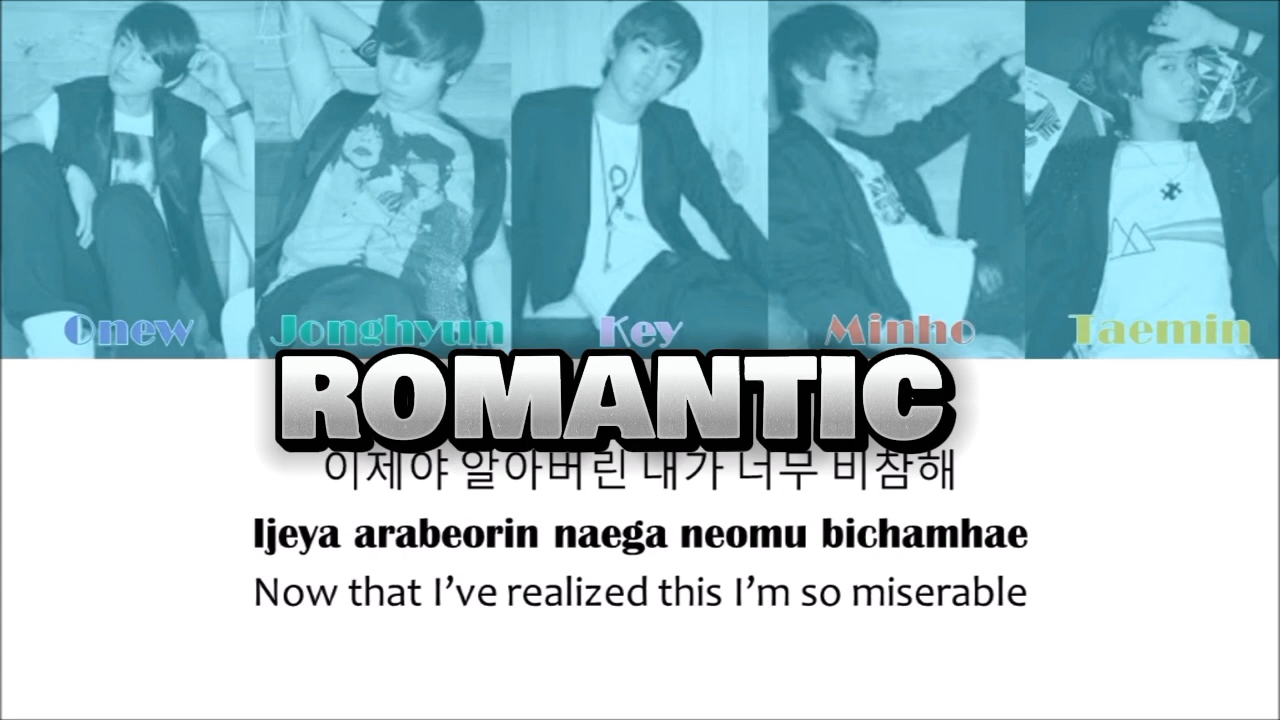 Onew Jonghyun Key Minho Taemin
ROMANTIC
이제야 알아버린 내가 너무 비참해
Ijeya arabeorin naega neomu bichamhae
Now that I’ve realized this I’m so miserable